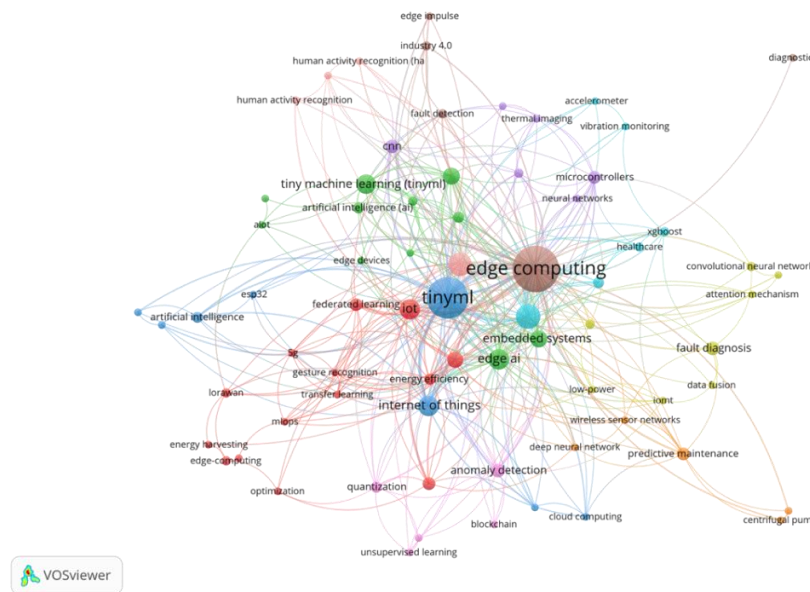 edge impulse
industry 4.0
diagnostic
human activity recognition (ha
human activity recognition
accelerometer
fault detection
thermal imaging
vibration monitoring
cnn
tiny machine learning (tinyml)
microcontrollers
artificial intelligence (ai)
neural networks
aiot
xgboost
healthcare
edge devices
edge computing
convolutional neural network
esp32
tinyml
attention mechanism
federated learning
iot
artificial intelligence
embedded systems
fault diagnosis
5g
edge ai
gesture recognition
energy efficiency
data fusion
transfer learning
low-power
lorawan
internet of things
iomt
mlops
wireless sensor networks
energy harvesting
deep neural network
predictive maintenance
edge-computing
anomaly detection
optimization
quantization
cloud computing
centrifugal pum
blockchain
unsupervised learning
VOSviewer